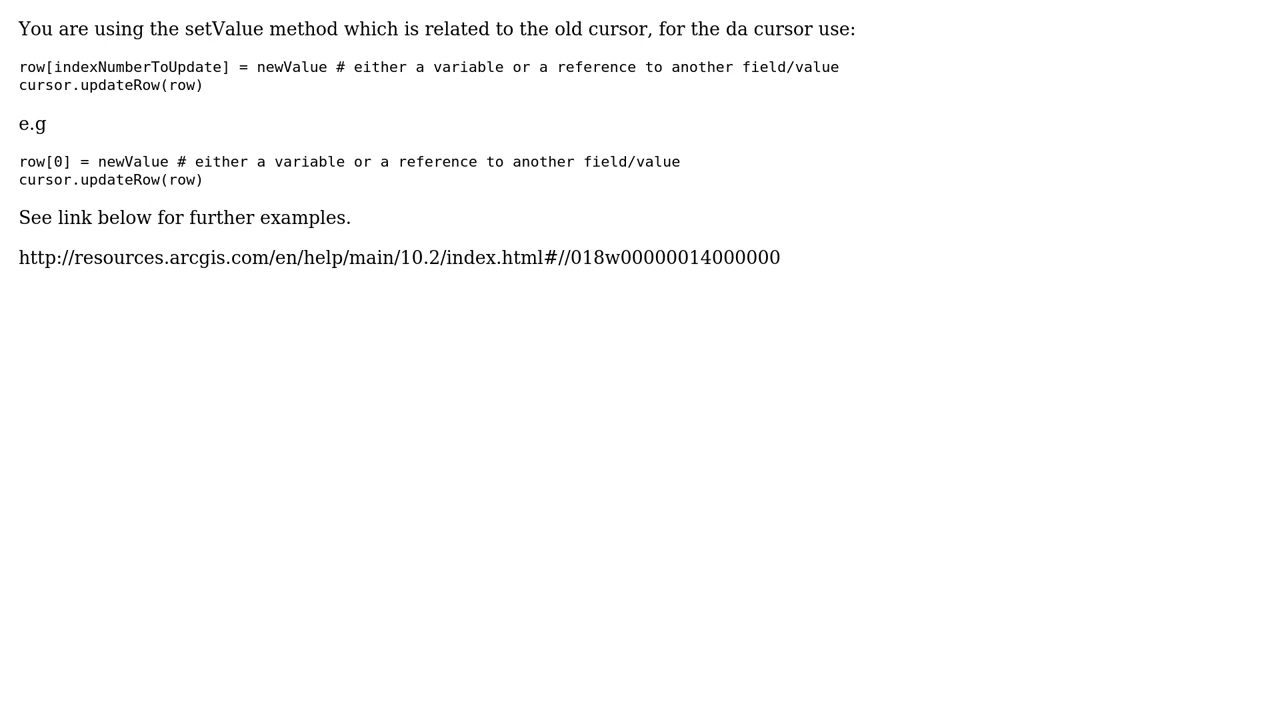 You are using the setValue method which is related to the old cursor, for the da cursor use:
row[indexNumberToUpdate] = newValue # either a variable or a reference to another field/value
cursor.updateRow(row)
e.g
row[0] = newValue # either a variable or a reference to another field/value
cursor.updateRow(row)
See link below for further examples.
http://resources.arcgis.com/en/help/main/10.2/index.html#//018w00000014000000